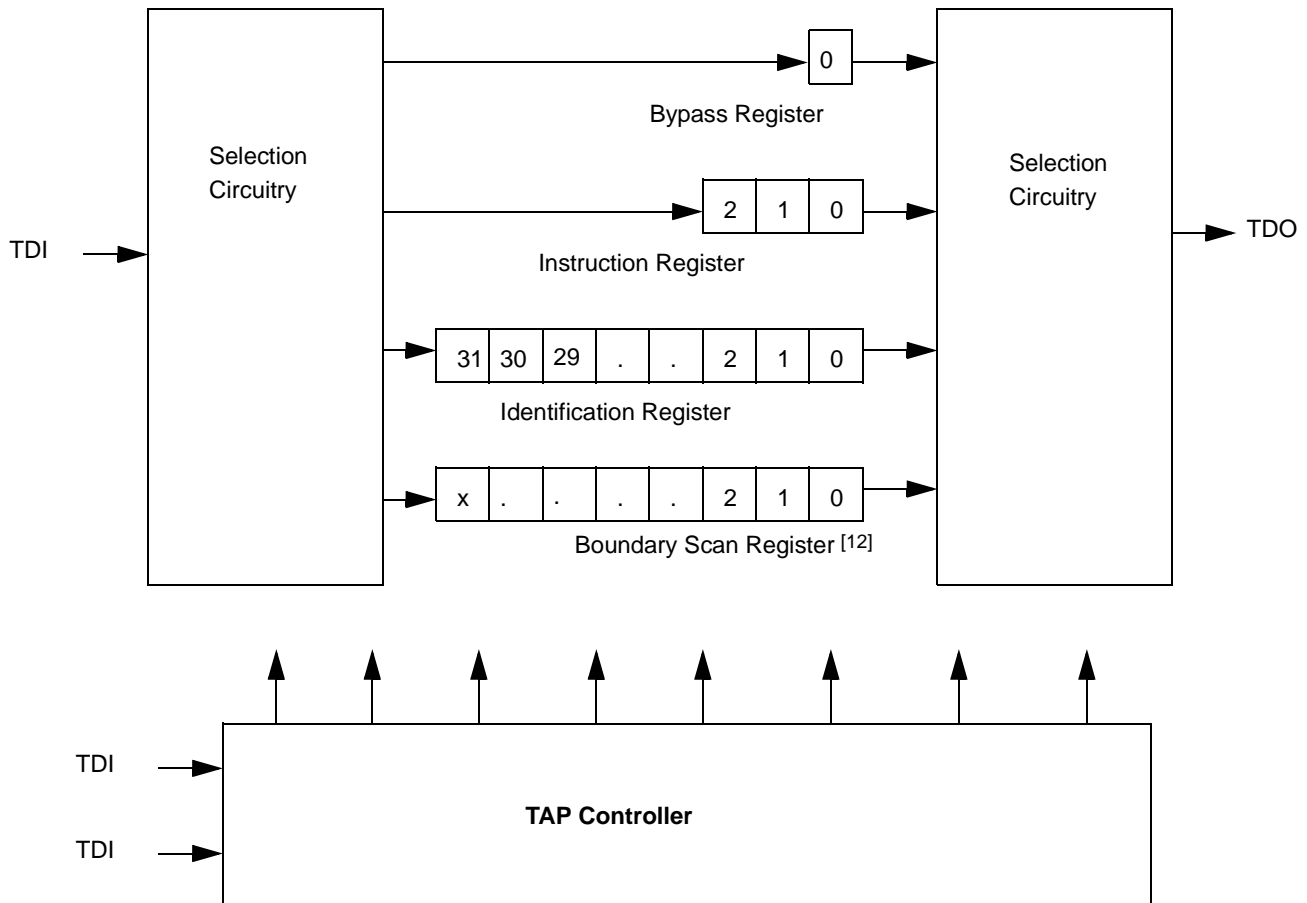 0
Bypass Register
Selection
Circuitry
Selection
Circuitry
2 1 0
TDI
TDO
Instruction Register
31 30 29 . . 2 1 0
Identification Register
x . . . . 2 1 0
Boundary Scan Register [12]
TDI
TAP Controller
TDI